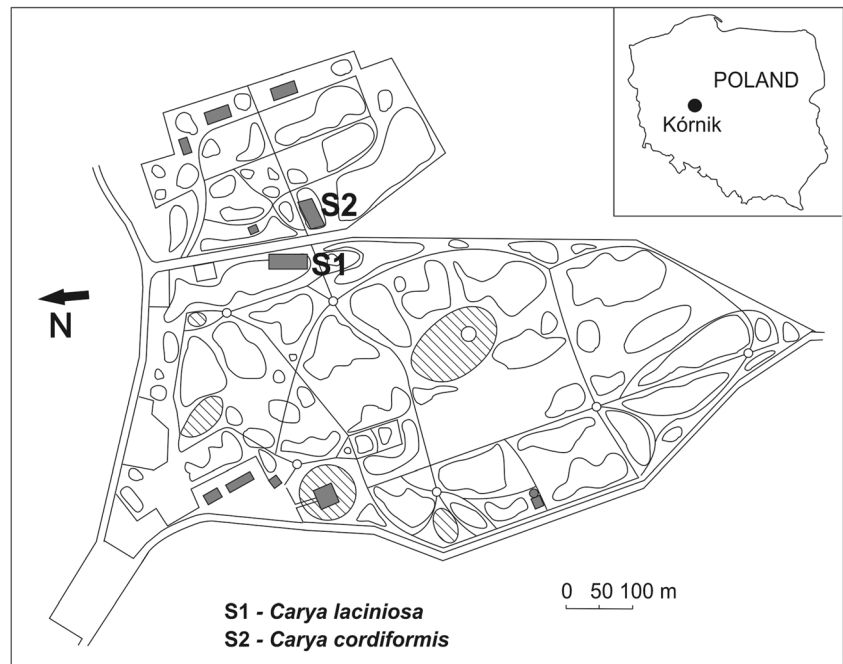 POLAND
Kórnik
S2
S1
N
0 50 100 m
S1 - Carya laciniosa
S2 - Carya cordiformis